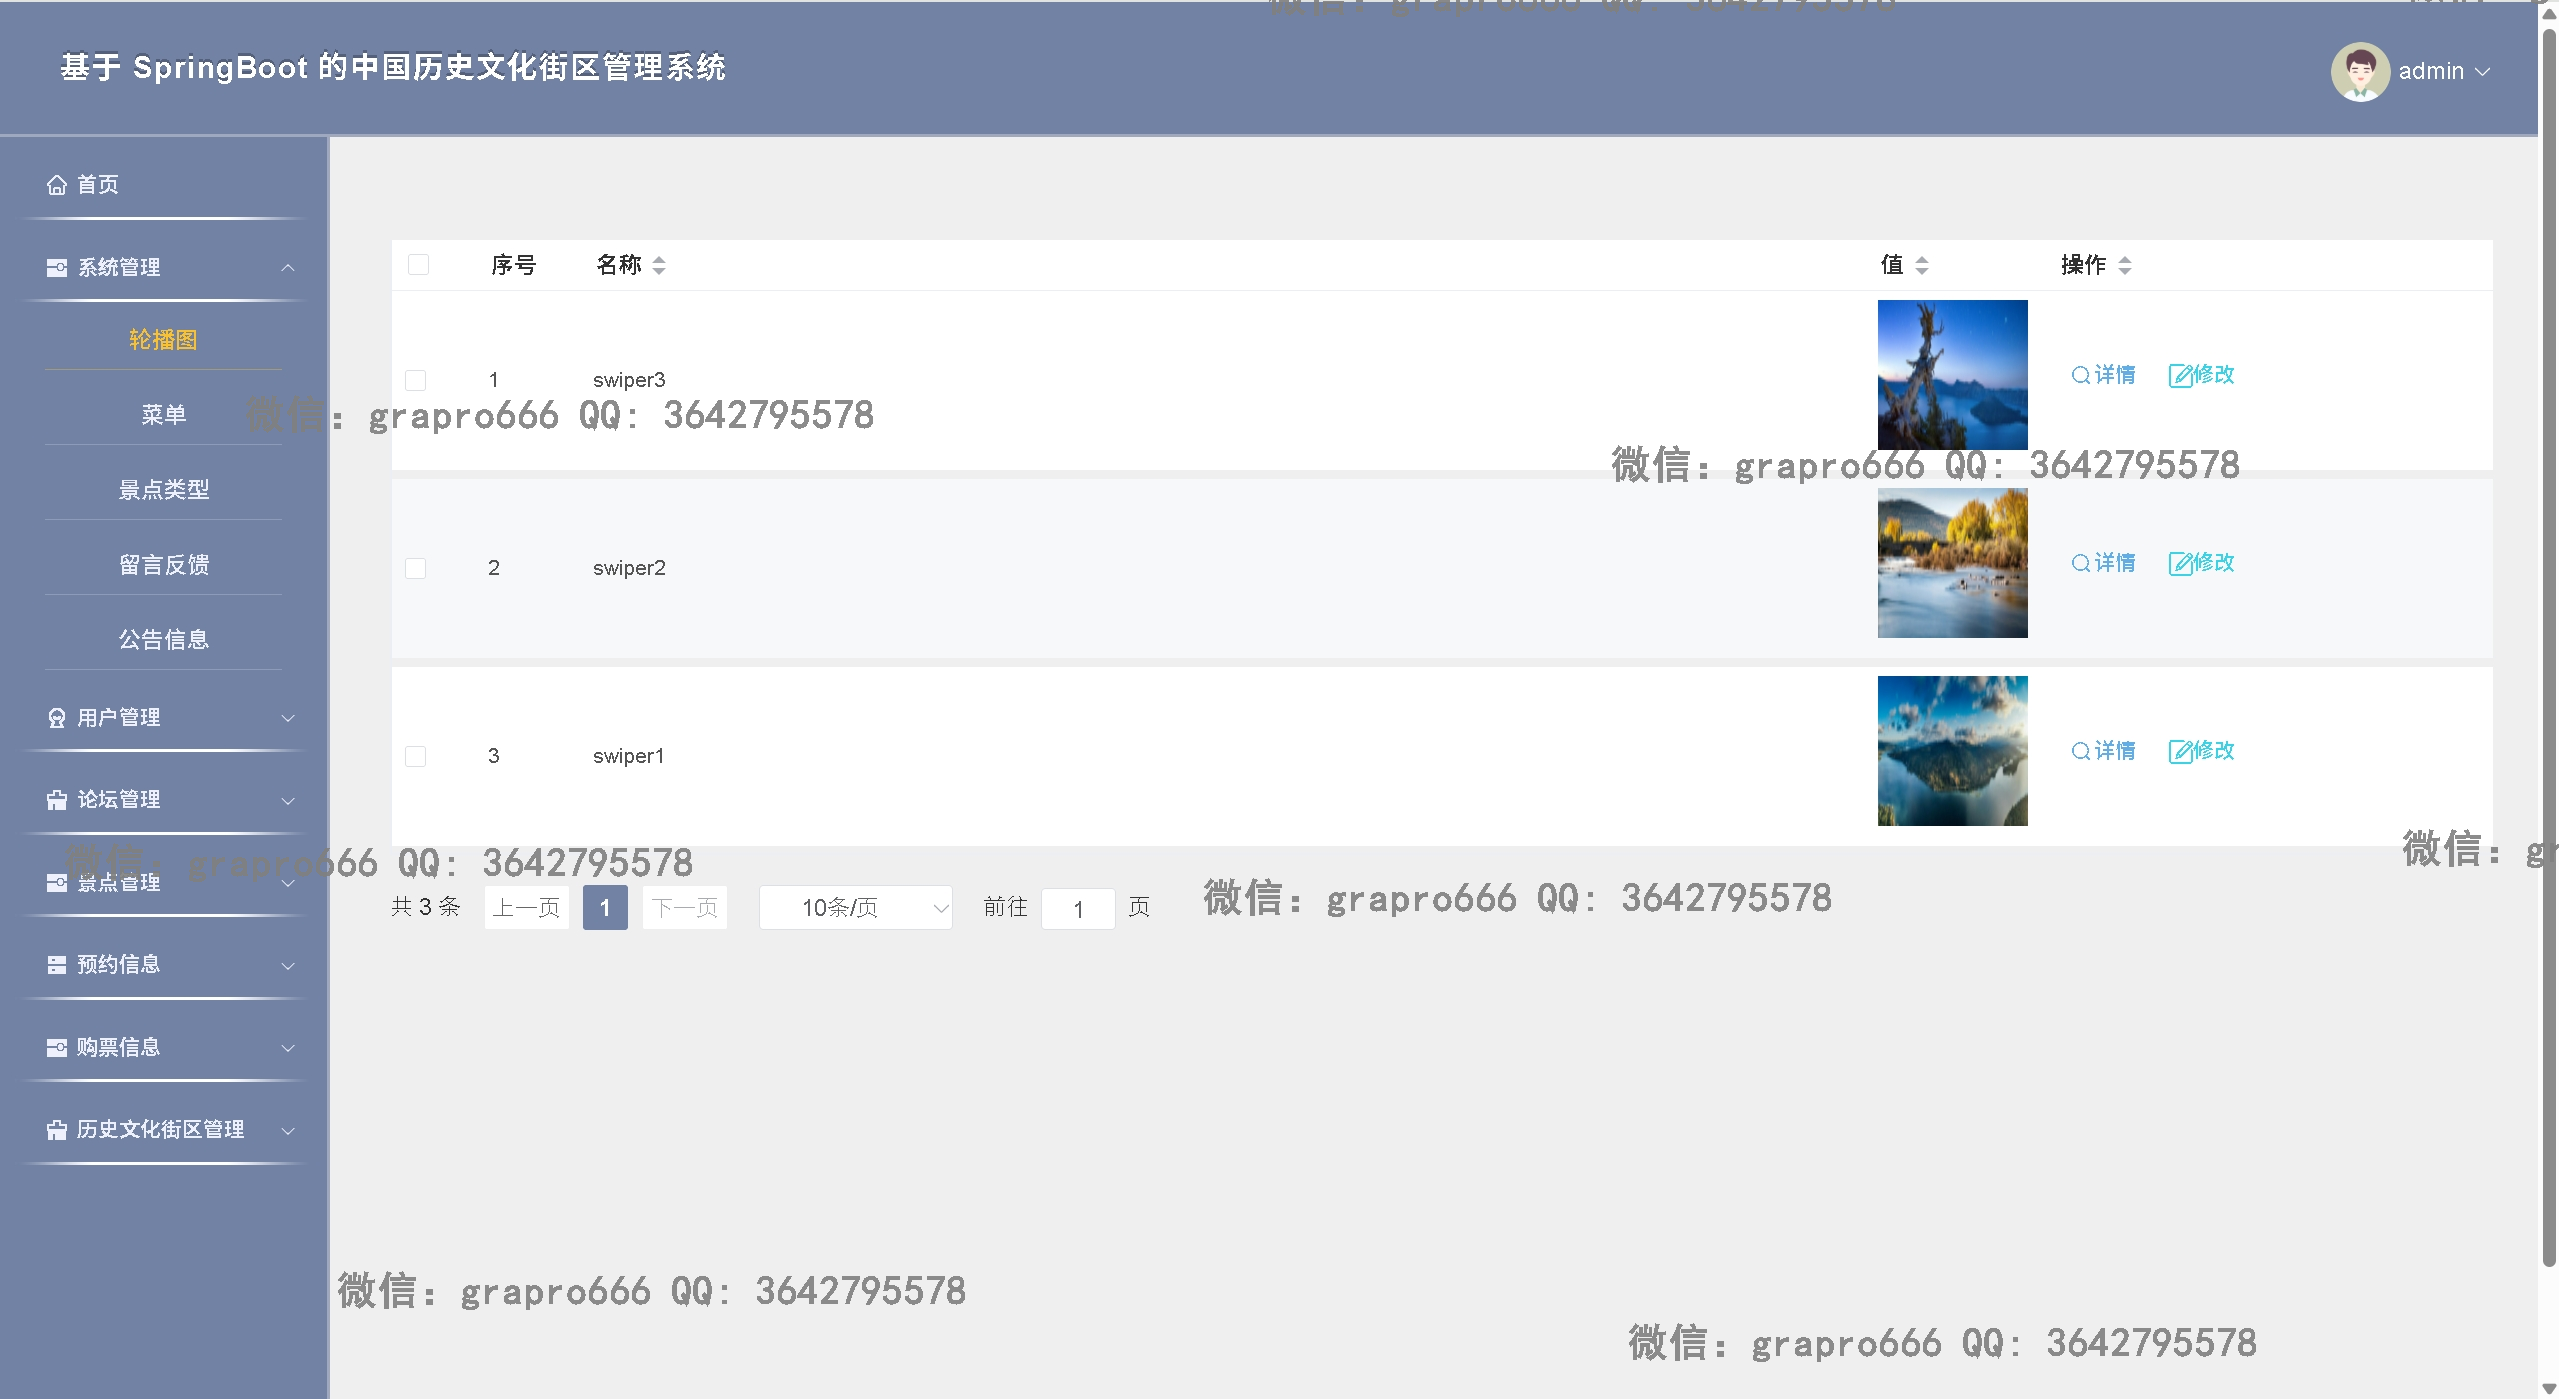 基于 SpringBoot 的中国历史文化街区管理系统
admin
首页
系统管理
轮播图
菜单
景点类型
留言反馈
公告信息
用户管理
论坛管理
景点管理
预约信息
购票信息
历史文化街区管理
序号 名称 值 操作
1 swiper3 详情 修改
微信：grapro666 QQ: 3642795578
微信：grapro666 QQ: 3642795578
2 swiper2 详情 修改
3 swiper1 详情 修改
微信：grapro666 QQ: 3642795578
微信：gr
共 3 条 上一页 1 下一页 10条/页 前往 1 页
微信：grapro666 QQ: 3642795578
微信：grapro666 QQ: 3642795578
微信：grapro666 QQ: 3642795578